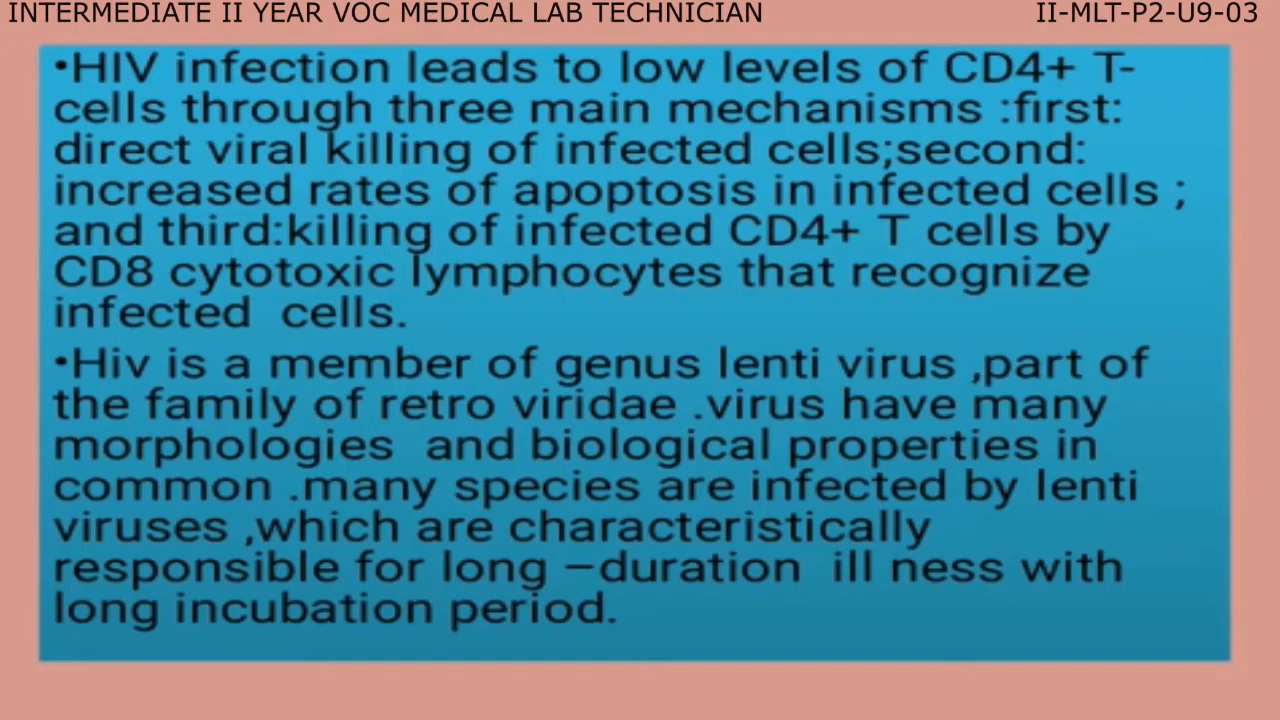 INTERMEDIATE II YEAR VOC MEDICAL LAB TECHNICIAN II-MLT-P2-U9-03
•HIV infection leads to low levels of CD4+ T-
cells through three main mechanisms :first:
direct viral killing of infected cells;second:
increased rates of apoptosis in infected cells ;
and third:killing of infected CD4+ T cells by
CD8 cytotoxic lymphocytes that recognize
infected cells.
•Hiv is a member of genus lenti virus ,part of
the family of retro viridae .virus have many
morphologies and biological properties in
common .many species are infected by lenti
viruses ,which are characteristically
responsible for long –duration ill ness with
long incubation period.